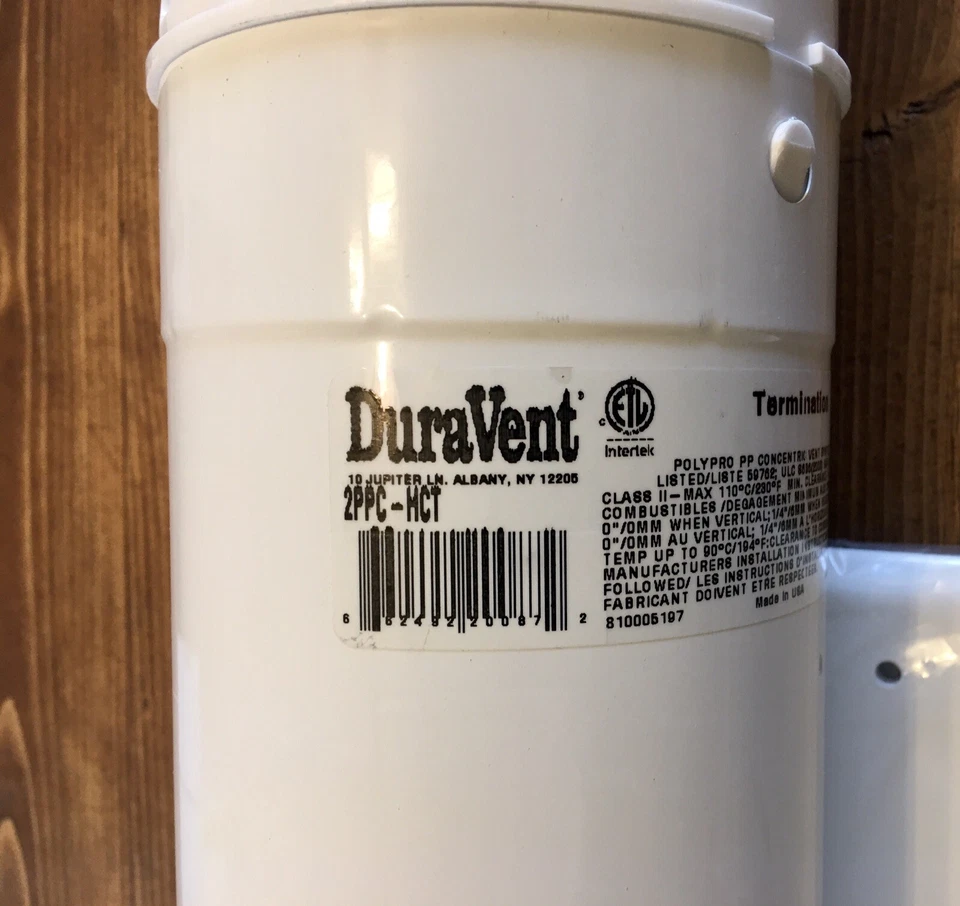 DuraVent'
10 JUPITER LN. ALBANY, NY 12205
2PPC-HCT
6 62492 20087 2
c ETL
Intertek
Termination
POLYPRO PP CONCENTRIC VENT
LISTED/LISTE 59762; ULC
CLASS II-MAX 110°C/230°F MIN.
COMBUSTIBLES /DEGAGEMENT MINIMUM
0"/0MM WHEN VERTICAL; 1/4"/6MM WHEN
0"/0MM AU VERTICAL; 1/4"/6MM A L'
TEMP UP TO 90°C/194°F:CLEARANCE
MANUFACTURERS INSTALLATION
FOLLOWED/ LES INSTRUCTIONS
FABRICANT DOIVENT ETRE RESPECTEES
Made In USA
810005197